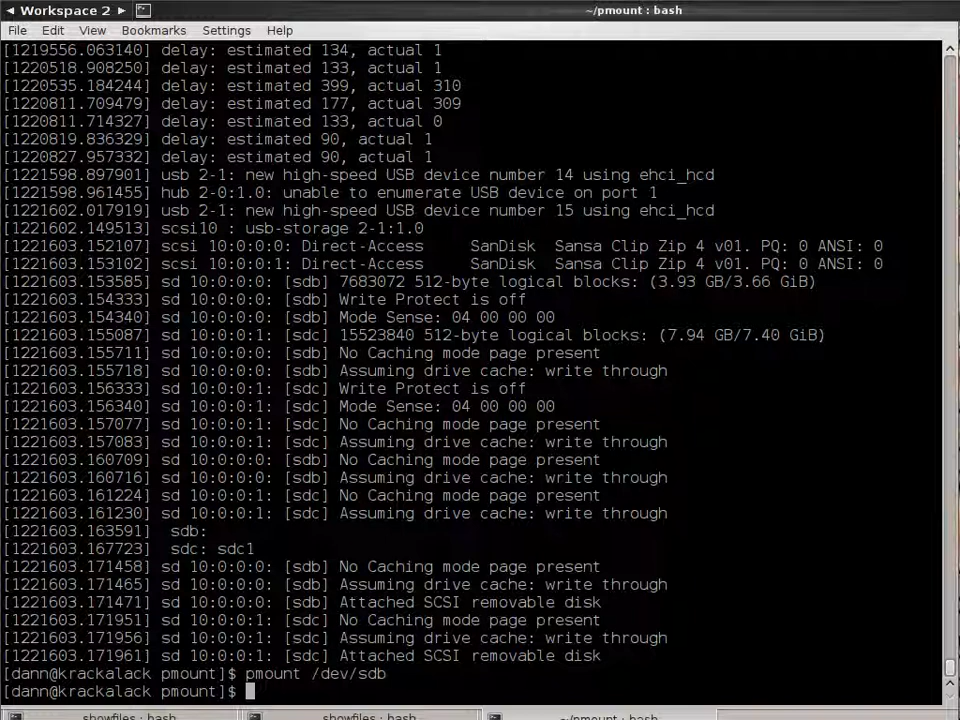 ◀ Workspace 2 ▶ ~/pmount : bash
File Edit View Bookmarks Settings Help
[1219556.063140] delay: estimated 134, actual 1
[1220518.908250] delay: estimated 133, actual 1
[1220535.184244] delay: estimated 399, actual 310
[1220811.709479] delay: estimated 177, actual 309
[1220811.714327] delay: estimated 133, actual 0
[1220819.836329] delay: estimated 90, actual 1
[1220827.957332] delay: estimated 90, actual 1
[1221598.897901] usb 2-1: new high-speed USB device number 14 using ehci_hcd
[1221598.961455] hub 2-0:1.0: unable to enumerate USB device on port 1
[1221602.017919] usb 2-1: new high-speed USB device number 15 using ehci_hcd
[1221602.149513] scsi10 : usb-storage 2-1:1.0
[1221603.152107] scsi 10:0:0:0: Direct-Access     SanDisk  Sansa Clip Zip 4 v01. PQ: 0 ANSI: 0
[1221603.153102] scsi 10:0:0:1: Direct-Access     SanDisk  Sansa Clip Zip 4 v01. PQ: 0 ANSI: 0
[1221603.153585] sd 10:0:0:0: [sdb] 7683072 512-byte logical blocks: (3.93 GB/3.66 GiB)
[1221603.154333] sd 10:0:0:0: [sdb] Write Protect is off
[1221603.154340] sd 10:0:0:0: [sdb] Mode Sense: 04 00 00 00
[1221603.155087] sd 10:0:0:1: [sdc] 15523840 512-byte logical blocks: (7.94 GB/7.40 GiB)
[1221603.155711] sd 10:0:0:0: [sdb] No Caching mode page present
[1221603.155718] sd 10:0:0:0: [sdb] Assuming drive cache: write through
[1221603.156333] sd 10:0:0:1: [sdc] Write Protect is off
[1221603.156340] sd 10:0:0:1: [sdc] Mode Sense: 04 00 00 00
[1221603.157077] sd 10:0:0:1: [sdc] No Caching mode page present
[1221603.157083] sd 10:0:0:1: [sdc] Assuming drive cache: write through
[1221603.160709] sd 10:0:0:0: [sdb] No Caching mode page present
[1221603.160716] sd 10:0:0:0: [sdb] Assuming drive cache: write through
[1221603.161224] sd 10:0:0:1: [sdc] No Caching mode page present
[1221603.161230] sd 10:0:0:1: [sdc] Assuming drive cache: write through
[1221603.163591]  sdb:
[1221603.167723]  sdc: sdc1
[1221603.171458] sd 10:0:0:0: [sdb] No Caching mode page present
[1221603.171465] sd 10:0:0:0: [sdb] Assuming drive cache: write through
[1221603.171471] sd 10:0:0:0: [sdb] Attached SCSI removable disk
[1221603.171951] sd 10:0:0:1: [sdc] No Caching mode page present
[1221603.171956] sd 10:0:0:1: [sdc] Assuming drive cache: write through
[1221603.171961] sd 10:0:0:1: [sdc] Attached SCSI removable disk
[dann@krackalack pmount]$ pmount /dev/sdb
[dann@krackalack pmount]$
showfiles : bash showfiles : bash ~/pmount : bash